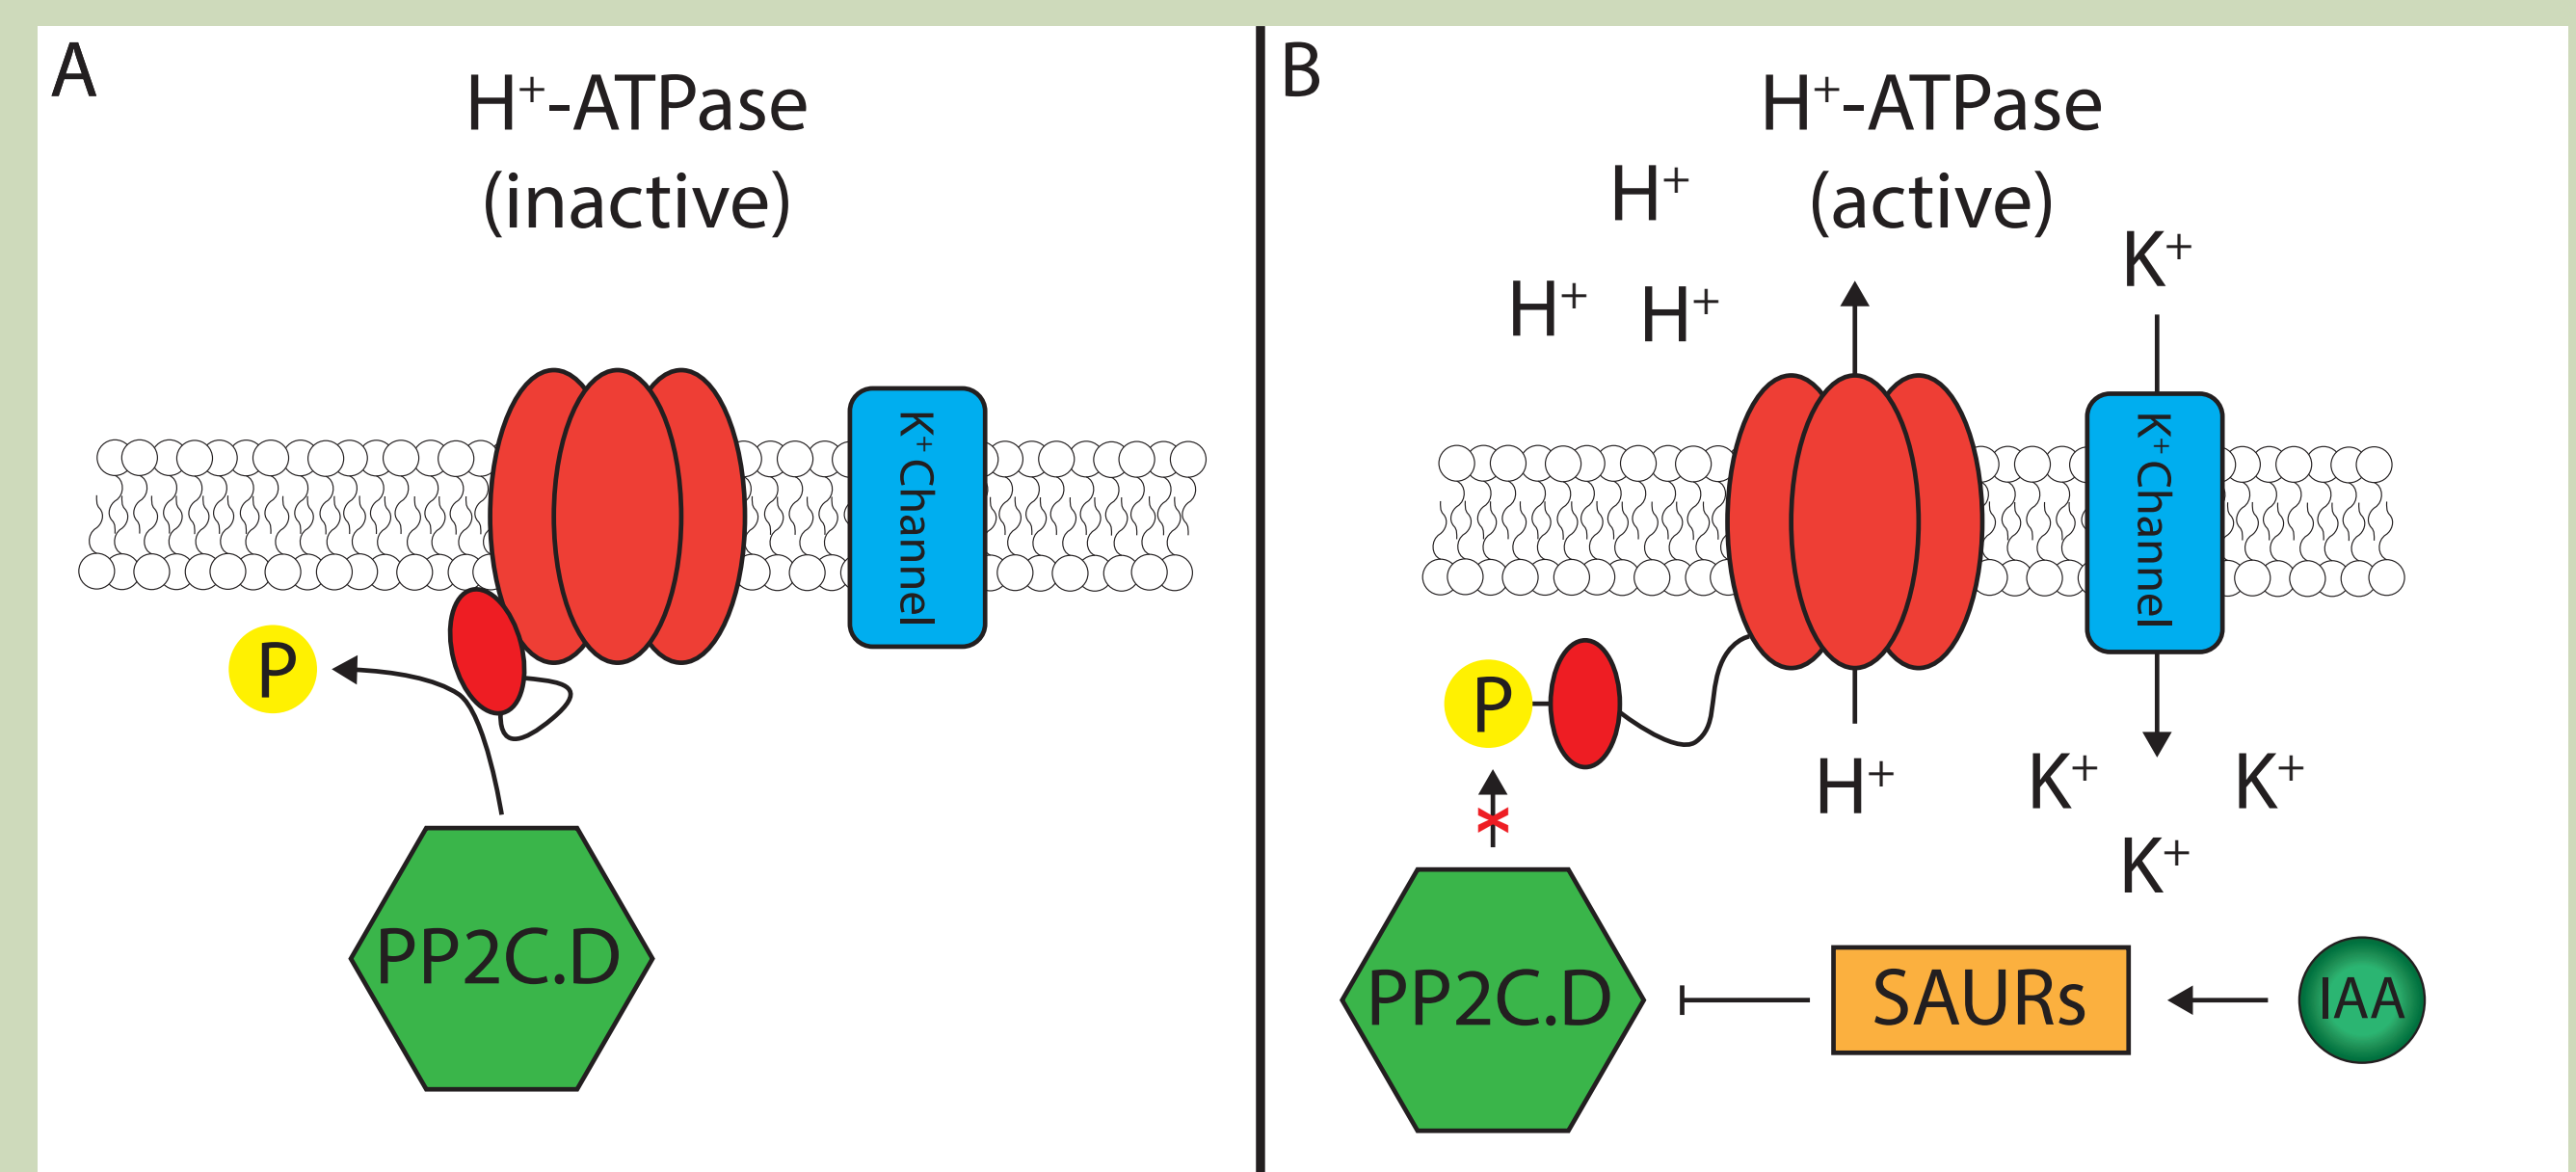 A
H⁺-ATPase
(inactive)
K⁺ Channel
P
PP2C.D
B
H⁺-ATPase
(active)
H⁺
K⁺
H⁺ H⁺
K⁺ Channel
P
H⁺
K⁺ K⁺
K⁺
PP2C.D
SAURs
IAA